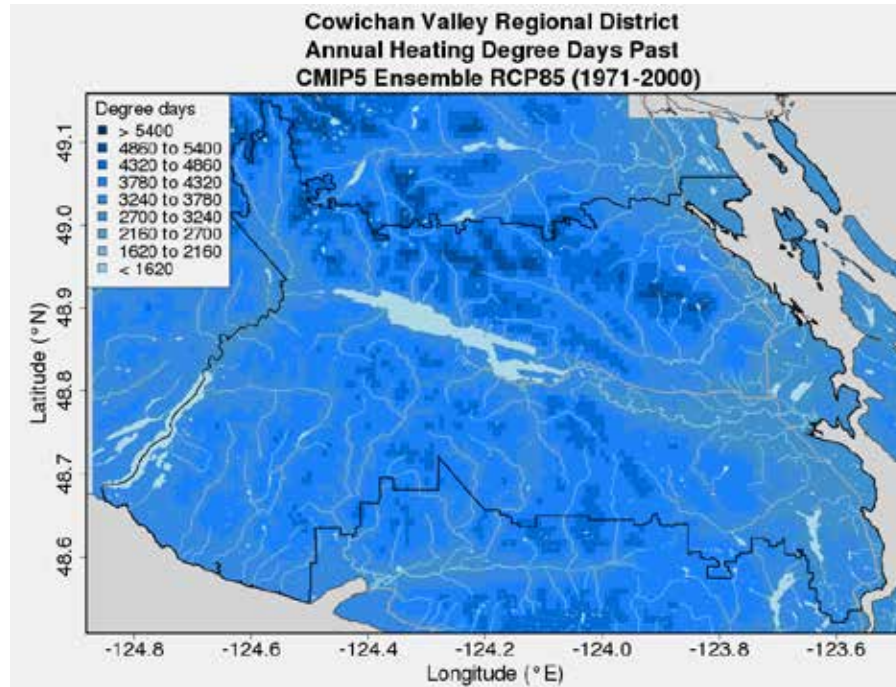 Cowichan Valley Regional District
Annual Heating Degree Days Past
CMIP5 Ensemble RCP85 (1971-2000)
Degree days
> 5400
4860 to 5400
4320 to 4860
3780 to 4320
3240 to 3780
2700 to 3240
2160 to 2700
1620 to 2160
< 1620
Latitude (°N)
49.1
49.0
48.9
48.8
48.7
48.6
-124.8 -124.6 -124.4 -124.2 -124.0 -123.8 -123.6
Longitude (°E)